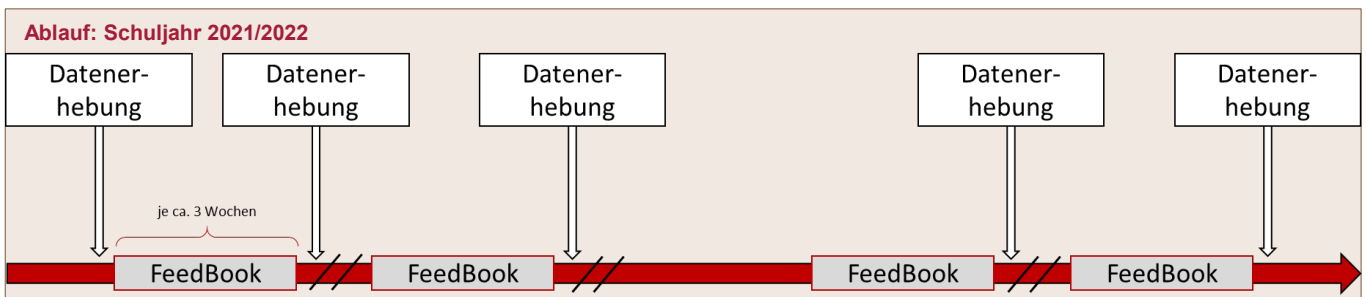 Ablauf: Schuljahr 2021/2022
Datener-
hebung
Datener-
hebung
Datener-
hebung
Datener-
hebung
Datener-
hebung
je ca. 3 Wochen
FeedBook
FeedBook
FeedBook
FeedBook